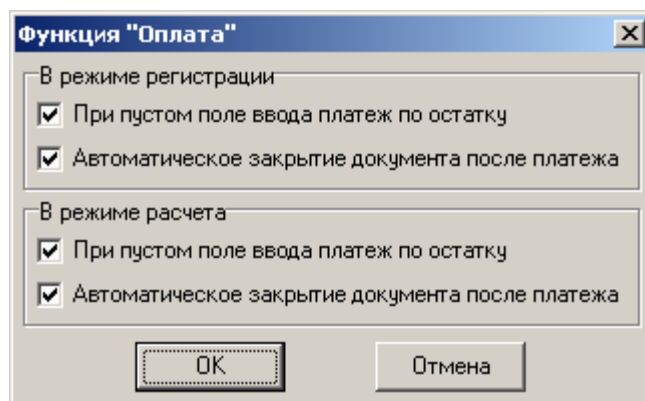 Функция "Оплата"
В режиме регистрации
При пустом поле ввода платеж по остатку
Автоматическое закрытие документа после платежа
В режиме расчета
При пустом поле ввода платеж по остатку
Автоматическое закрытие документа после платежа
OK
Отмена